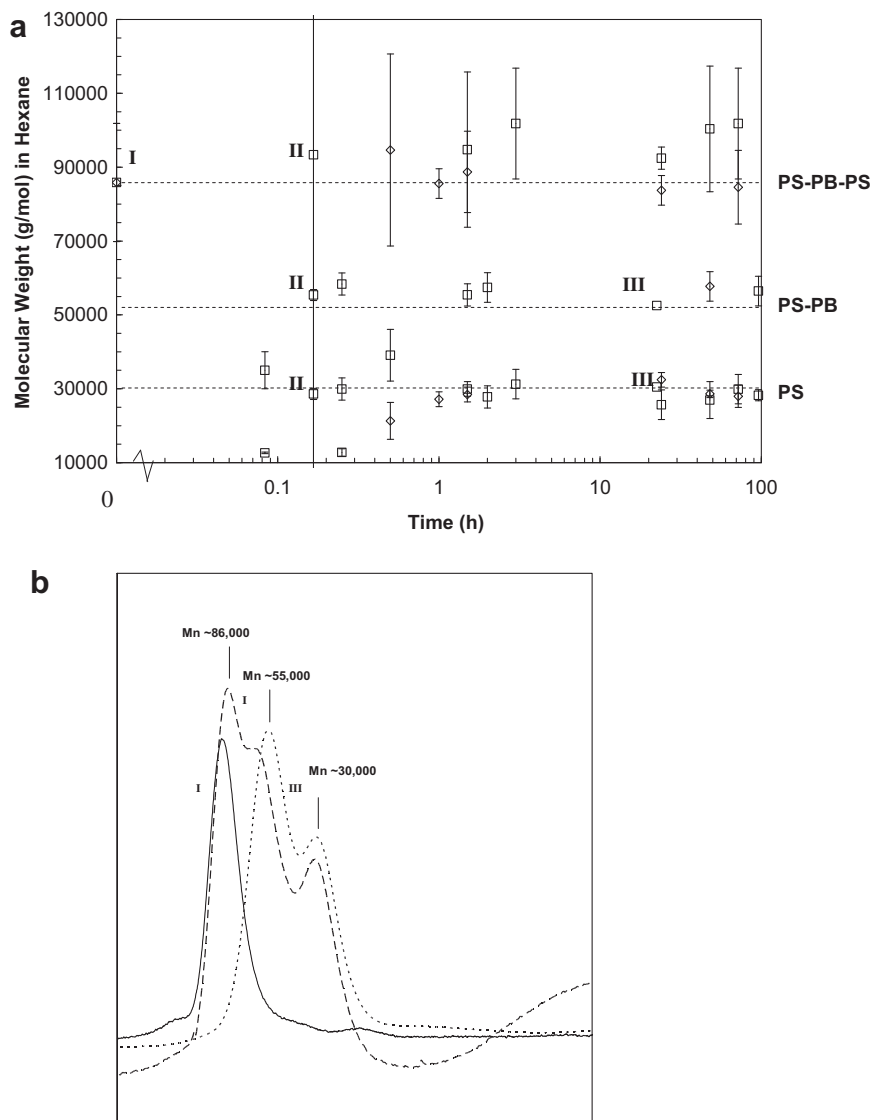 a
Molecular Weight (g/mol) in Hexane
130000
110000
90000
70000
50000
30000
10000
I
II
II
II
III
III
PS-PB-PS
PS-PB
PS
0
0.1
1
10
100
Time (h)
b
Mn ~86,000
Mn ~55,000
Mn ~30,000
I
I
III